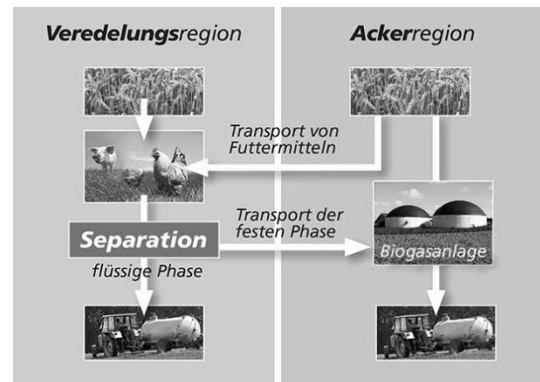 Veredelungsregion
Ackerregion
Transport von
Futtermitteln
Separation
Transport der
festen Phase
Biogasanlage
flüssige Phase